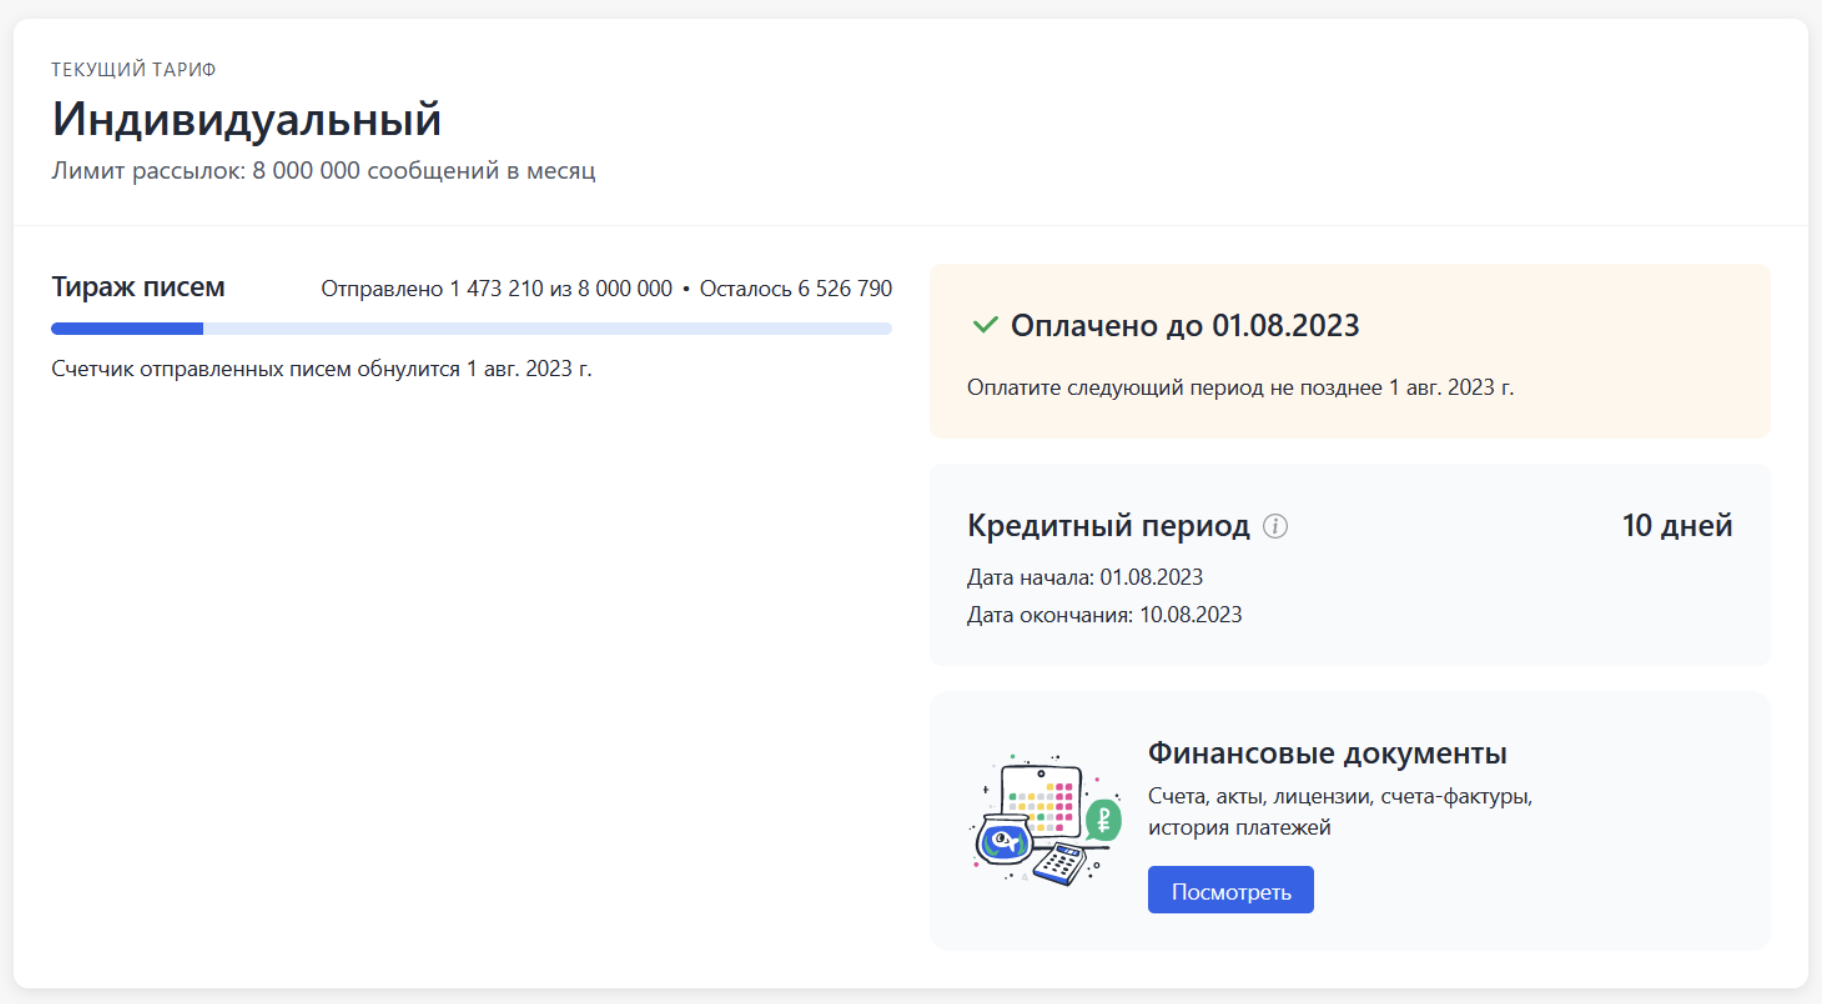 ТЕКУЩИЙ ТАРИФ
Индивидуальный
Лимит рассылок: 8 000 000 сообщений в месяц
Тираж писем
Отправлено 1 473 210 из 8 000 000 • Осталось 6 526 790
Счетчик отправленных писем обнулится 1 авг. 2023 г.
Оплачено до 01.08.2023
Оплатите следующий период не позднее 1 авг. 2023 г.
Кредитный период
10 дней
Дата начала: 01.08.2023
Дата окончания: 10.08.2023
Финансовые документы
Счета, акты, лицензии, счета-фактуры,
история платежей
Посмотреть